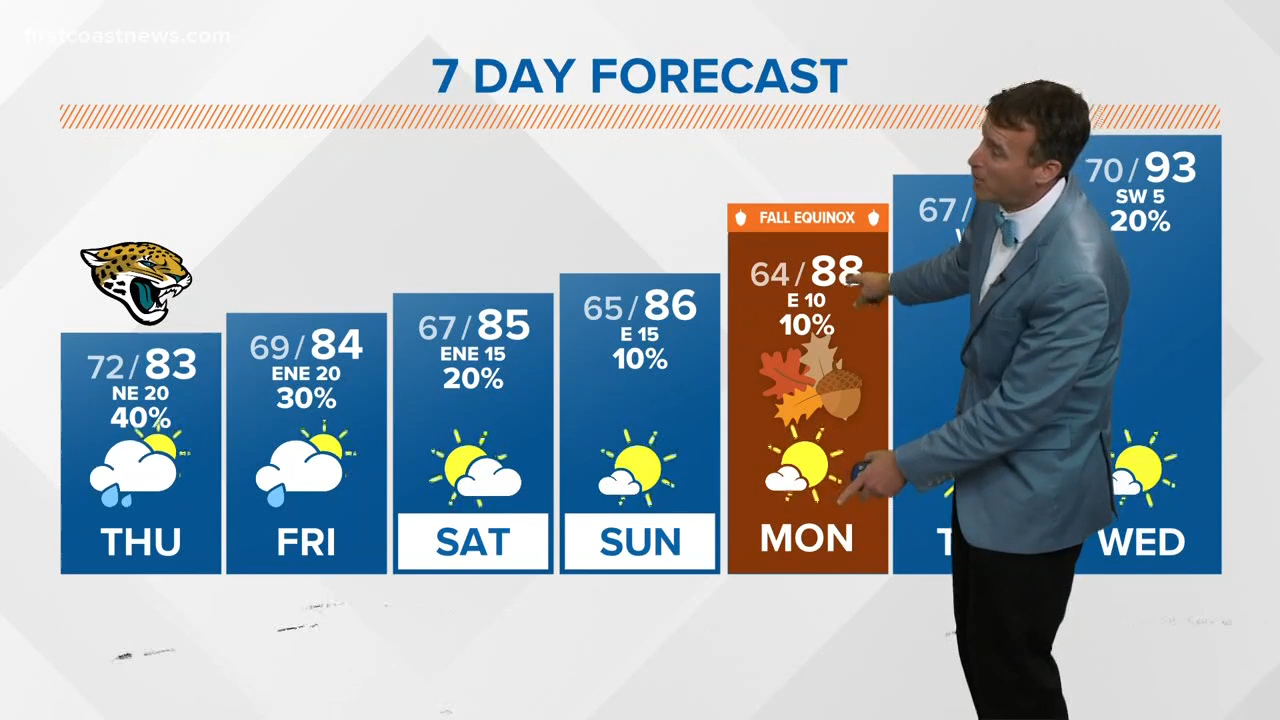 firstcoastnews.com
7 DAY FORECAST
72/83
NE 20
40%
THU
69/84
ENE 20
30%
FRI
67/85
ENE 15
20%
SAT
65/86
E 15
10%
SUN
FALL EQUINOX
64/88
E 10
10%
MON
67/
W
T
70/93
SW 5
20%
WED